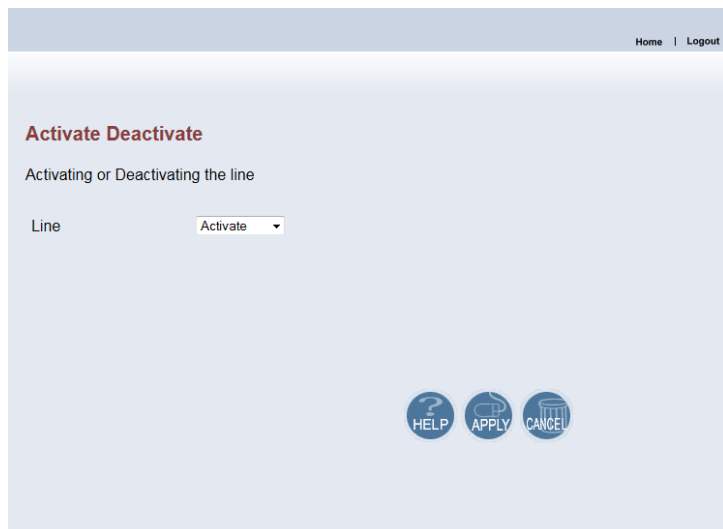 Home | Logout
Activate Deactivate
Activating or Deactivating the line
Line Activate
HELP APPLY CANCEL